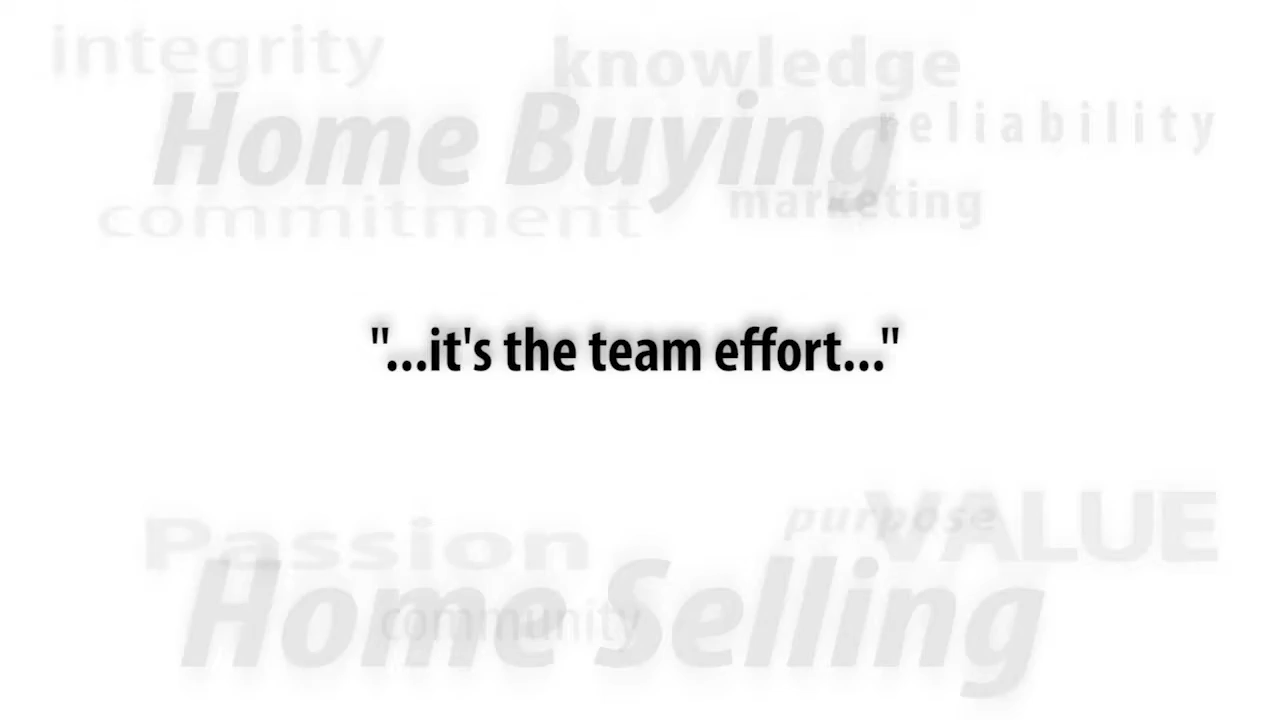 integrity
knowledge
Home Buying
reliability
commitment
marketing
"...it's the team effort..."
purpose
VALUE
Passion
Home Selling
community